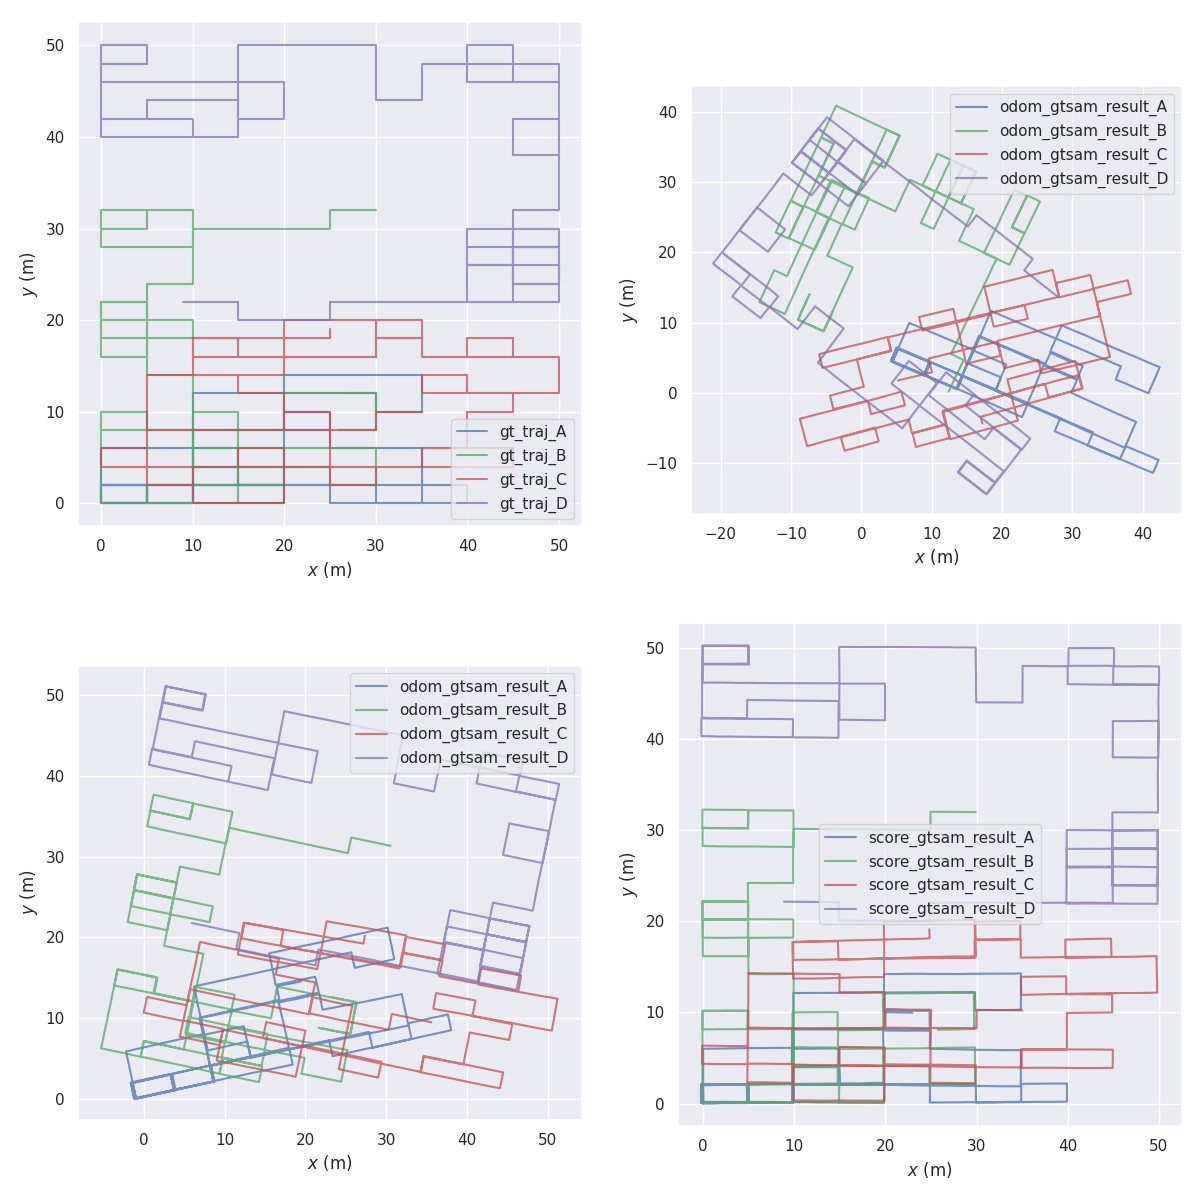 50
40
30
20
10
0
y (m)
0
10
20
30
40
50
x (m)
gt_traj_A
gt_traj_B
gt_traj_C
gt_traj_D
40
30
20
10
0
−10
y (m)
−20
−10
0
10
20
30
40
x (m)
odom_gtsam_result_A
odom_gtsam_result_B
odom_gtsam_result_C
odom_gtsam_result_D
50
40
30
20
10
0
y (m)
0
10
20
30
40
50
x (m)
odom_gtsam_result_A
odom_gtsam_result_B
odom_gtsam_result_C
odom_gtsam_result_D
50
40
30
20
10
0
y (m)
0
10
20
30
40
50
x (m)
score_gtsam_result_A
score_gtsam_result_B
score_gtsam_result_C
score_gtsam_result_D